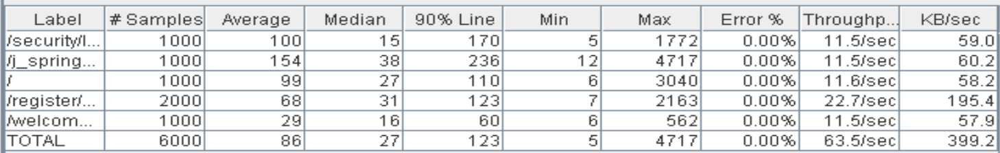 Label # Samples Average Median 90% Line Min Max Error % Throughp... KB/sec
/security/l... 1000 100 15 170 5 1772 0.00% 11.5/sec 59.0
/j_spring... 1000 154 38 236 12 4717 0.00% 11.5/sec 60.2
/ 1000 99 27 110 6 3040 0.00% 11.6/sec 58.2
/register/... 2000 68 31 123 7 2163 0.00% 22.7/sec 195.4
/welcom... 1000 29 16 60 6 562 0.00% 11.5/sec 57.9
TOTAL 6000 86 27 123 5 4717 0.00% 63.5/sec 399.2